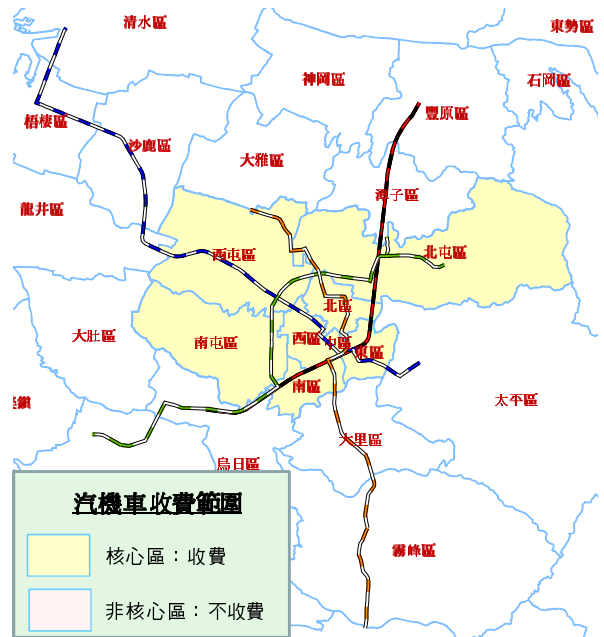 清水區
東勢區
神岡區
石岡區
豐原區
梧棲區
沙鹿區
大雅區
潭子區
龍井區
西屯區
北屯區
北區
大肚區
南屯區
西區
中區
東區
南區
太平區
大里區
烏日區
霧峰區
汽機車收費範圍
核心區：收費
非核心區：不收費